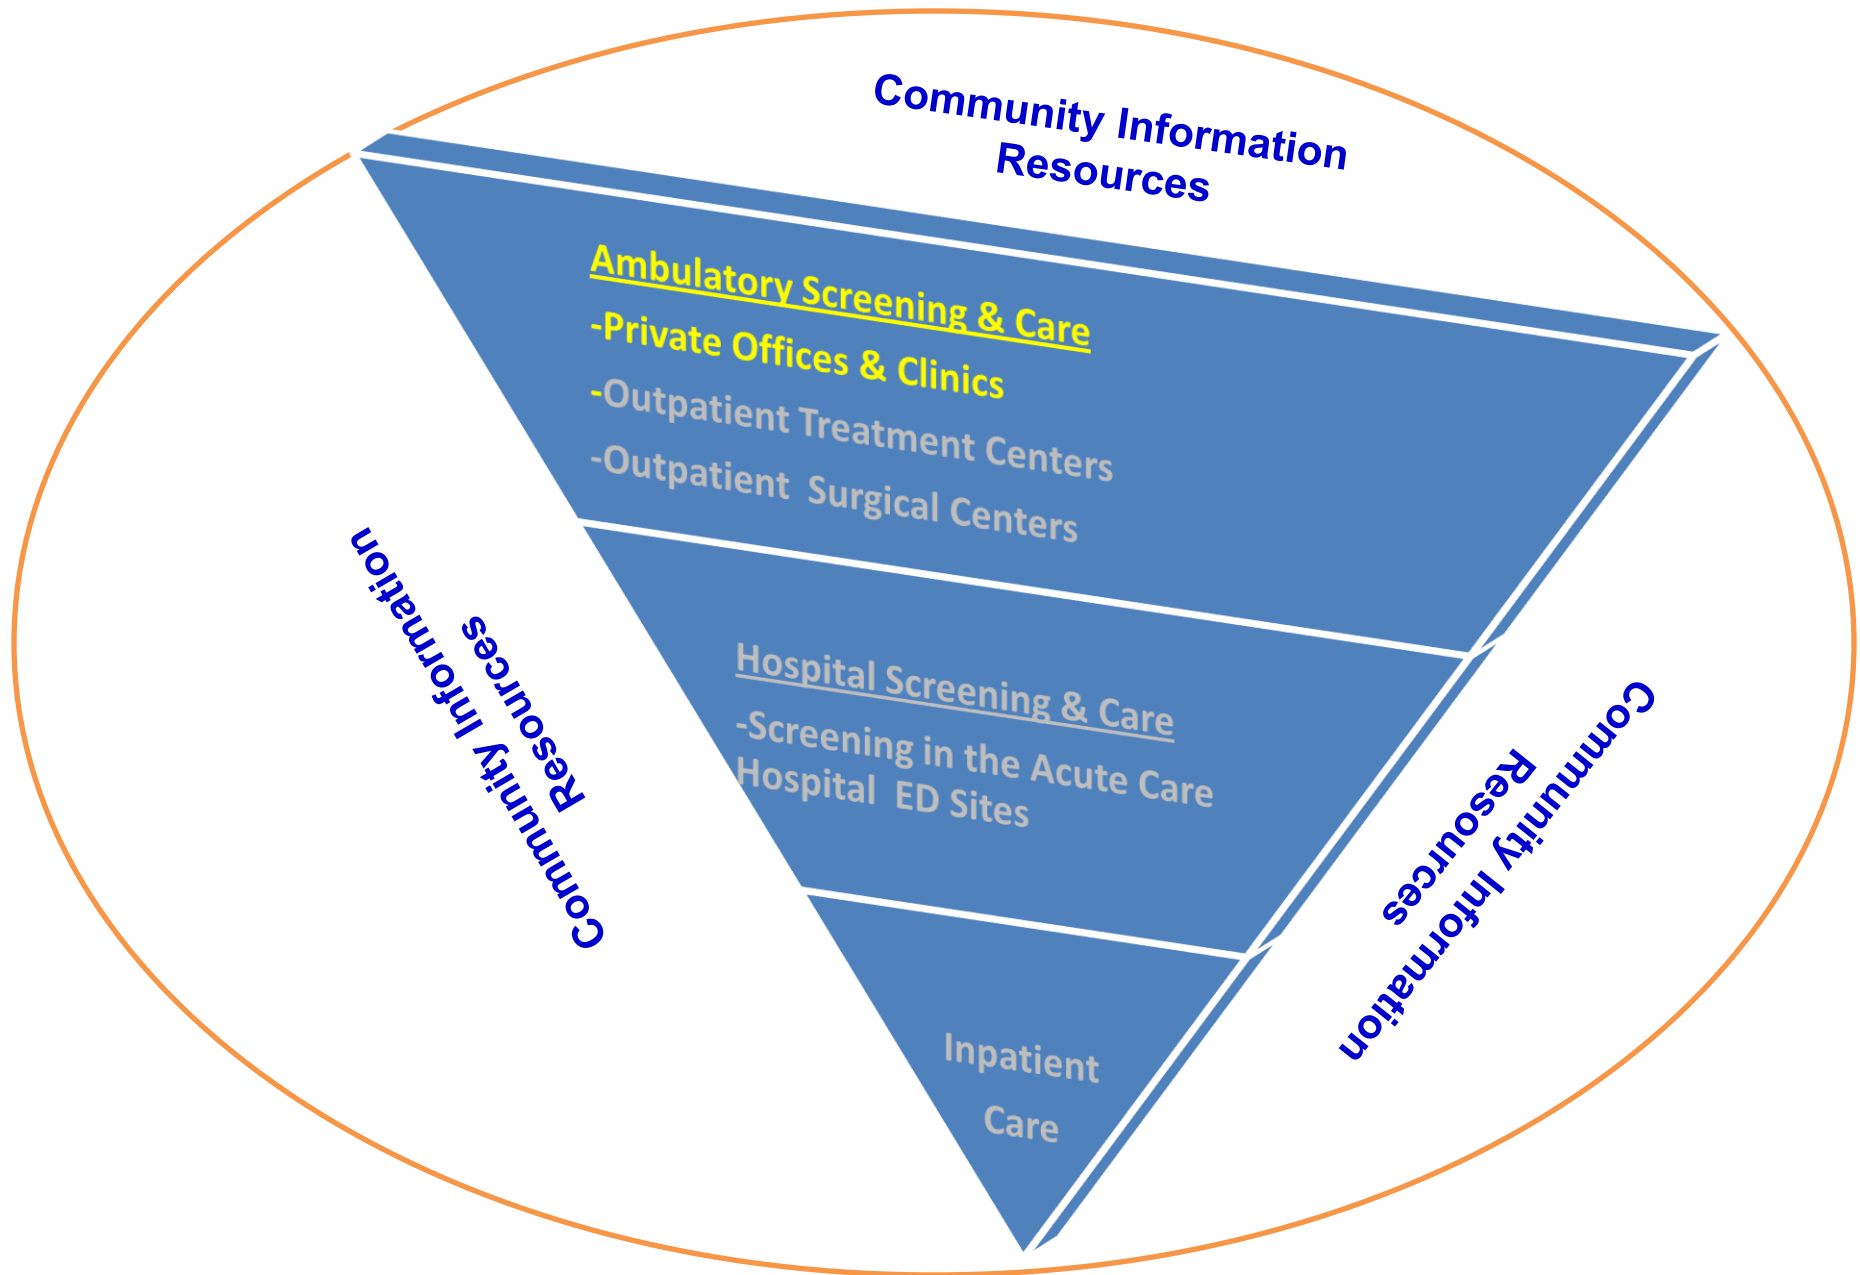 Community Information
Resources
Ambulatory Screening & Care
-Private Offices & Clinics
-Outpatient Treatment Centers
-Outpatient Surgical Centers
Hospital Screening & Care
-Screening in the Acute Care
Hospital ED Sites
Inpatient
Care
Community Information
Resources
Community Information
Resources